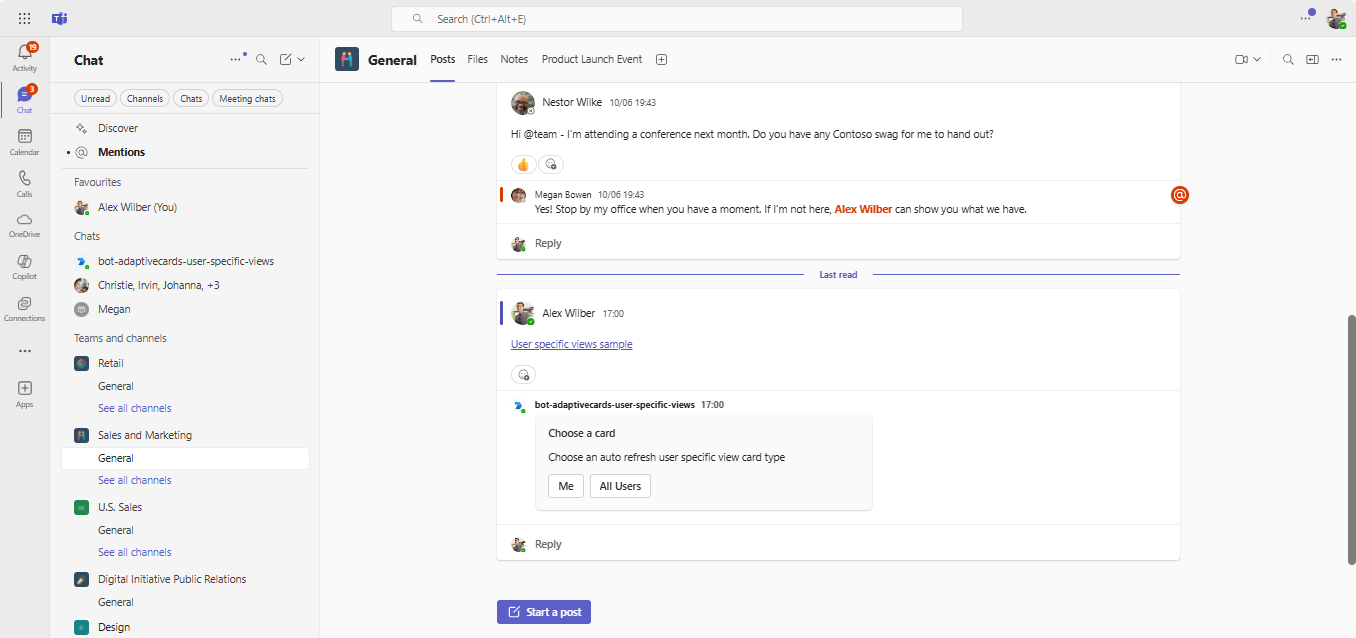 Search (Ctrl+Alt+E)
19
Activity
3
Chat
Calendar
Calls
OneDrive
Copilot
Connections
Apps
Chat
Unread
Channels
Chats
Meeting chats
Discover
Mentions
Favourites
Alex Wilber (You)
Chats
bot-adaptivecards-user-specific-views
Christie, Irvin, Johanna, +3
Megan
Teams and channels
Retail
General
See all channels
Sales and Marketing
General
See all channels
U.S. Sales
General
See all channels
Digital Initiative Public Relations
General
Design
General
Posts
Files
Notes
Product Launch Event
Nestor Wilke 10/06 19:43
Hi @team - I'm attending a conference next month. Do you have any Contoso swag for me to hand out?
Megan Bowen 10/06 19:43
Yes! Stop by my office when you have a moment. If I'm not here, Alex Wilber can show you what we have.
Reply
Last read
Alex Wilber 17:00
User specific views sample
bot-adaptivecards-user-specific-views 17:00
Choose a card
Choose an auto refresh user specific view card type
Me
All Users
Reply
Start a post